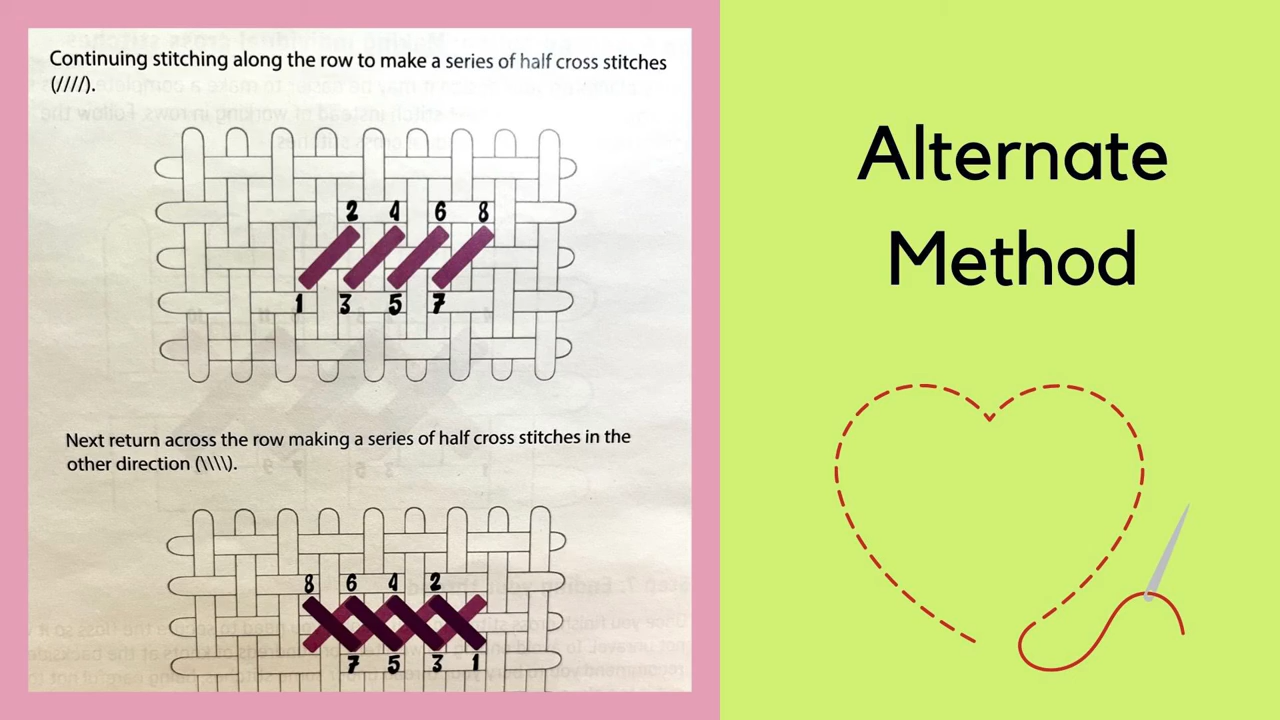 Continuing stitching along the row to make a series of half cross stitches
(////).
2 4 6 8
1 3 5 7
Next return across the row making a series of half cross stitches in the
other direction (\\\\).
8 6 4 2
7 5 3 1
Alternate
Method